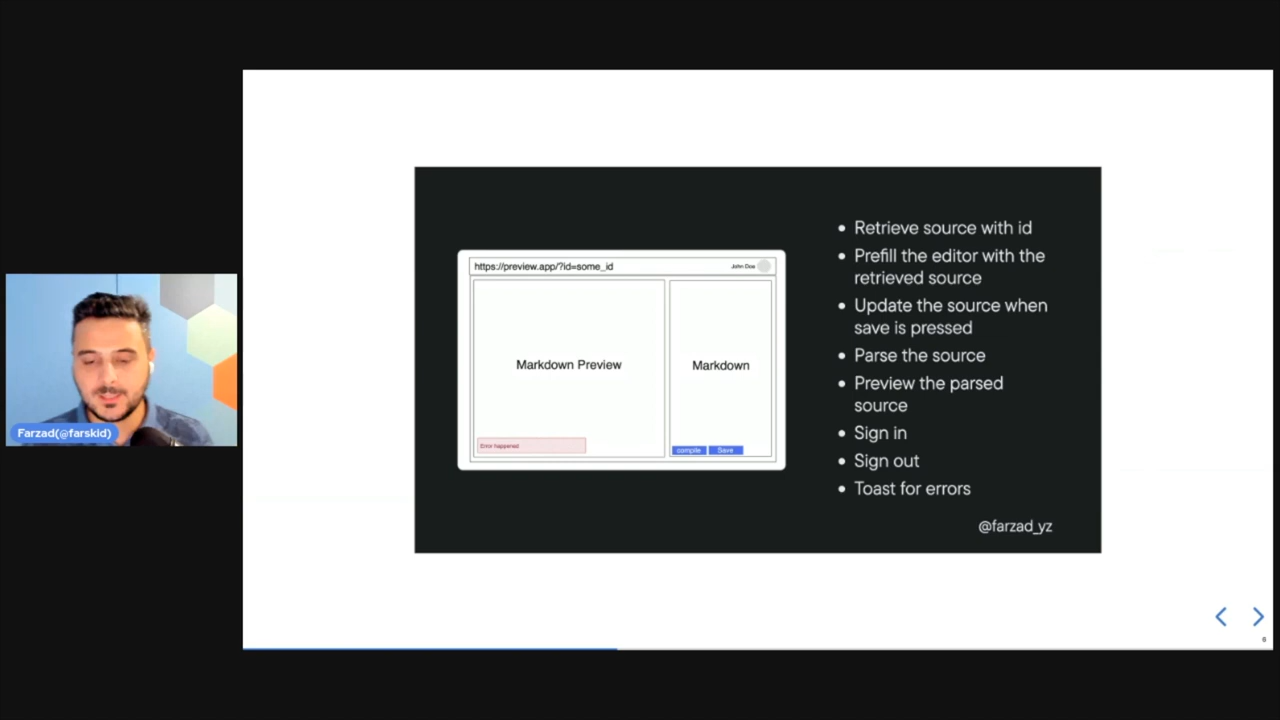 https://preview.app/?id=some_id
John Doe
Markdown Preview
Markdown
Error happened
compile
Save
• Retrieve source with id
• Prefill the editor with the
retrieved source
• Update the source when
save is pressed
• Parse the source
• Preview the parsed
source
• Sign in
• Sign out
• Toast for errors
@farzad_yz
Farzad(@farskid)
6